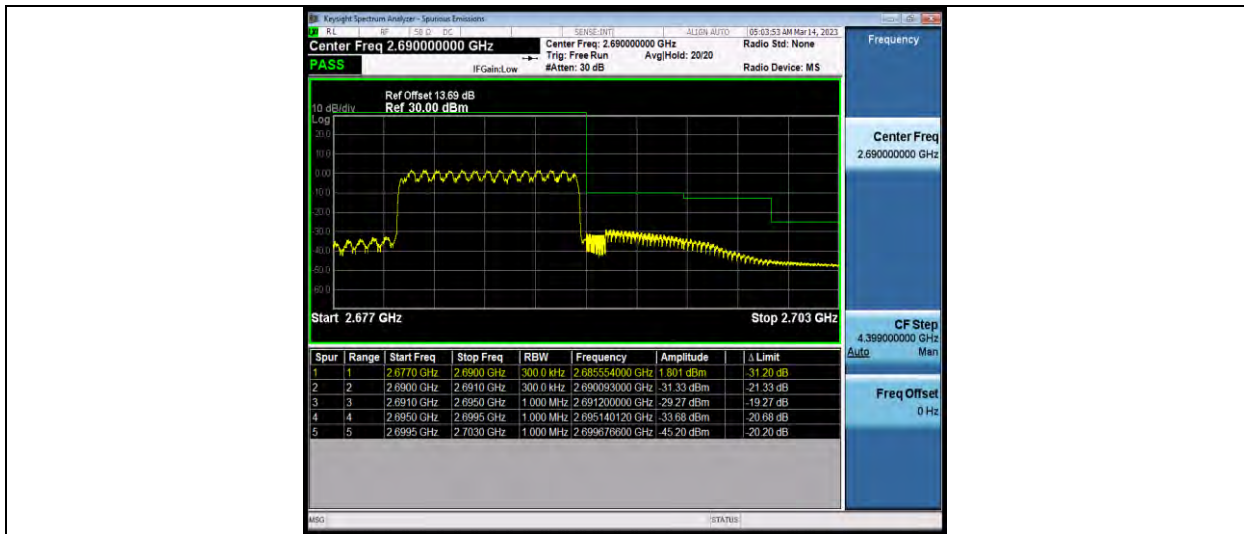 Keysight Spectrum Analyzer - Spurious Emissions
RL RF 50 Ω DC SENSE:INT ALIGN AUTO 05:03:53 AM Mar 14, 2023
Center Freq 2.690000000 GHz Center Freq: 2.690000000 GHz Radio Std: None
PASS Trig: Free Run Avg|Hold: 20/20
IFGain:Low #Atten: 30 dB Radio Device: MS
Ref Offset 13.69 dB
10 dB/div Ref 30.00 dBm
Log
20.0
10.0
0.00
-10.0
-20.0
-30.0
-40.0
-50.0
-60.0
Start 2.677 GHz Stop 2.703 GHz
Spur Range Start Freq Stop Freq RBW Frequency Amplitude Δ Limit
1 1 2.6770 GHz 2.6900 GHz 300.0 kHz 2.685554000 GHz 1.801 dBm -31.20 dB
2 2 2.6900 GHz 2.6910 GHz 300.0 kHz 2.690093000 GHz -31.33 dBm -21.33 dB
3 3 2.6910 GHz 2.6950 GHz 1.000 MHz 2.691200000 GHz -29.27 dBm -19.27 dB
4 4 2.6950 GHz 2.6995 GHz 1.000 MHz 2.695140120 GHz -33.68 dBm -20.68 dB
5 5 2.6995 GHz 2.7030 GHz 1.000 MHz 2.699676600 GHz -45.20 dBm -20.20 dB
MSG STATUS
Frequency
Center Freq
2.690000000 GHz
CF Step
4.399000000 GHz
Auto Man
Freq Offset
0 Hz